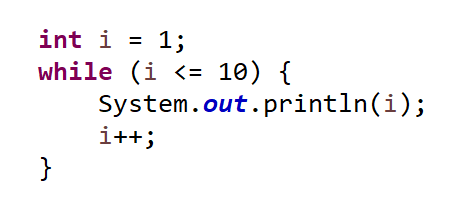 int i = 1;
while (i <= 10) {
    System.out.println(i);
    i++;
}